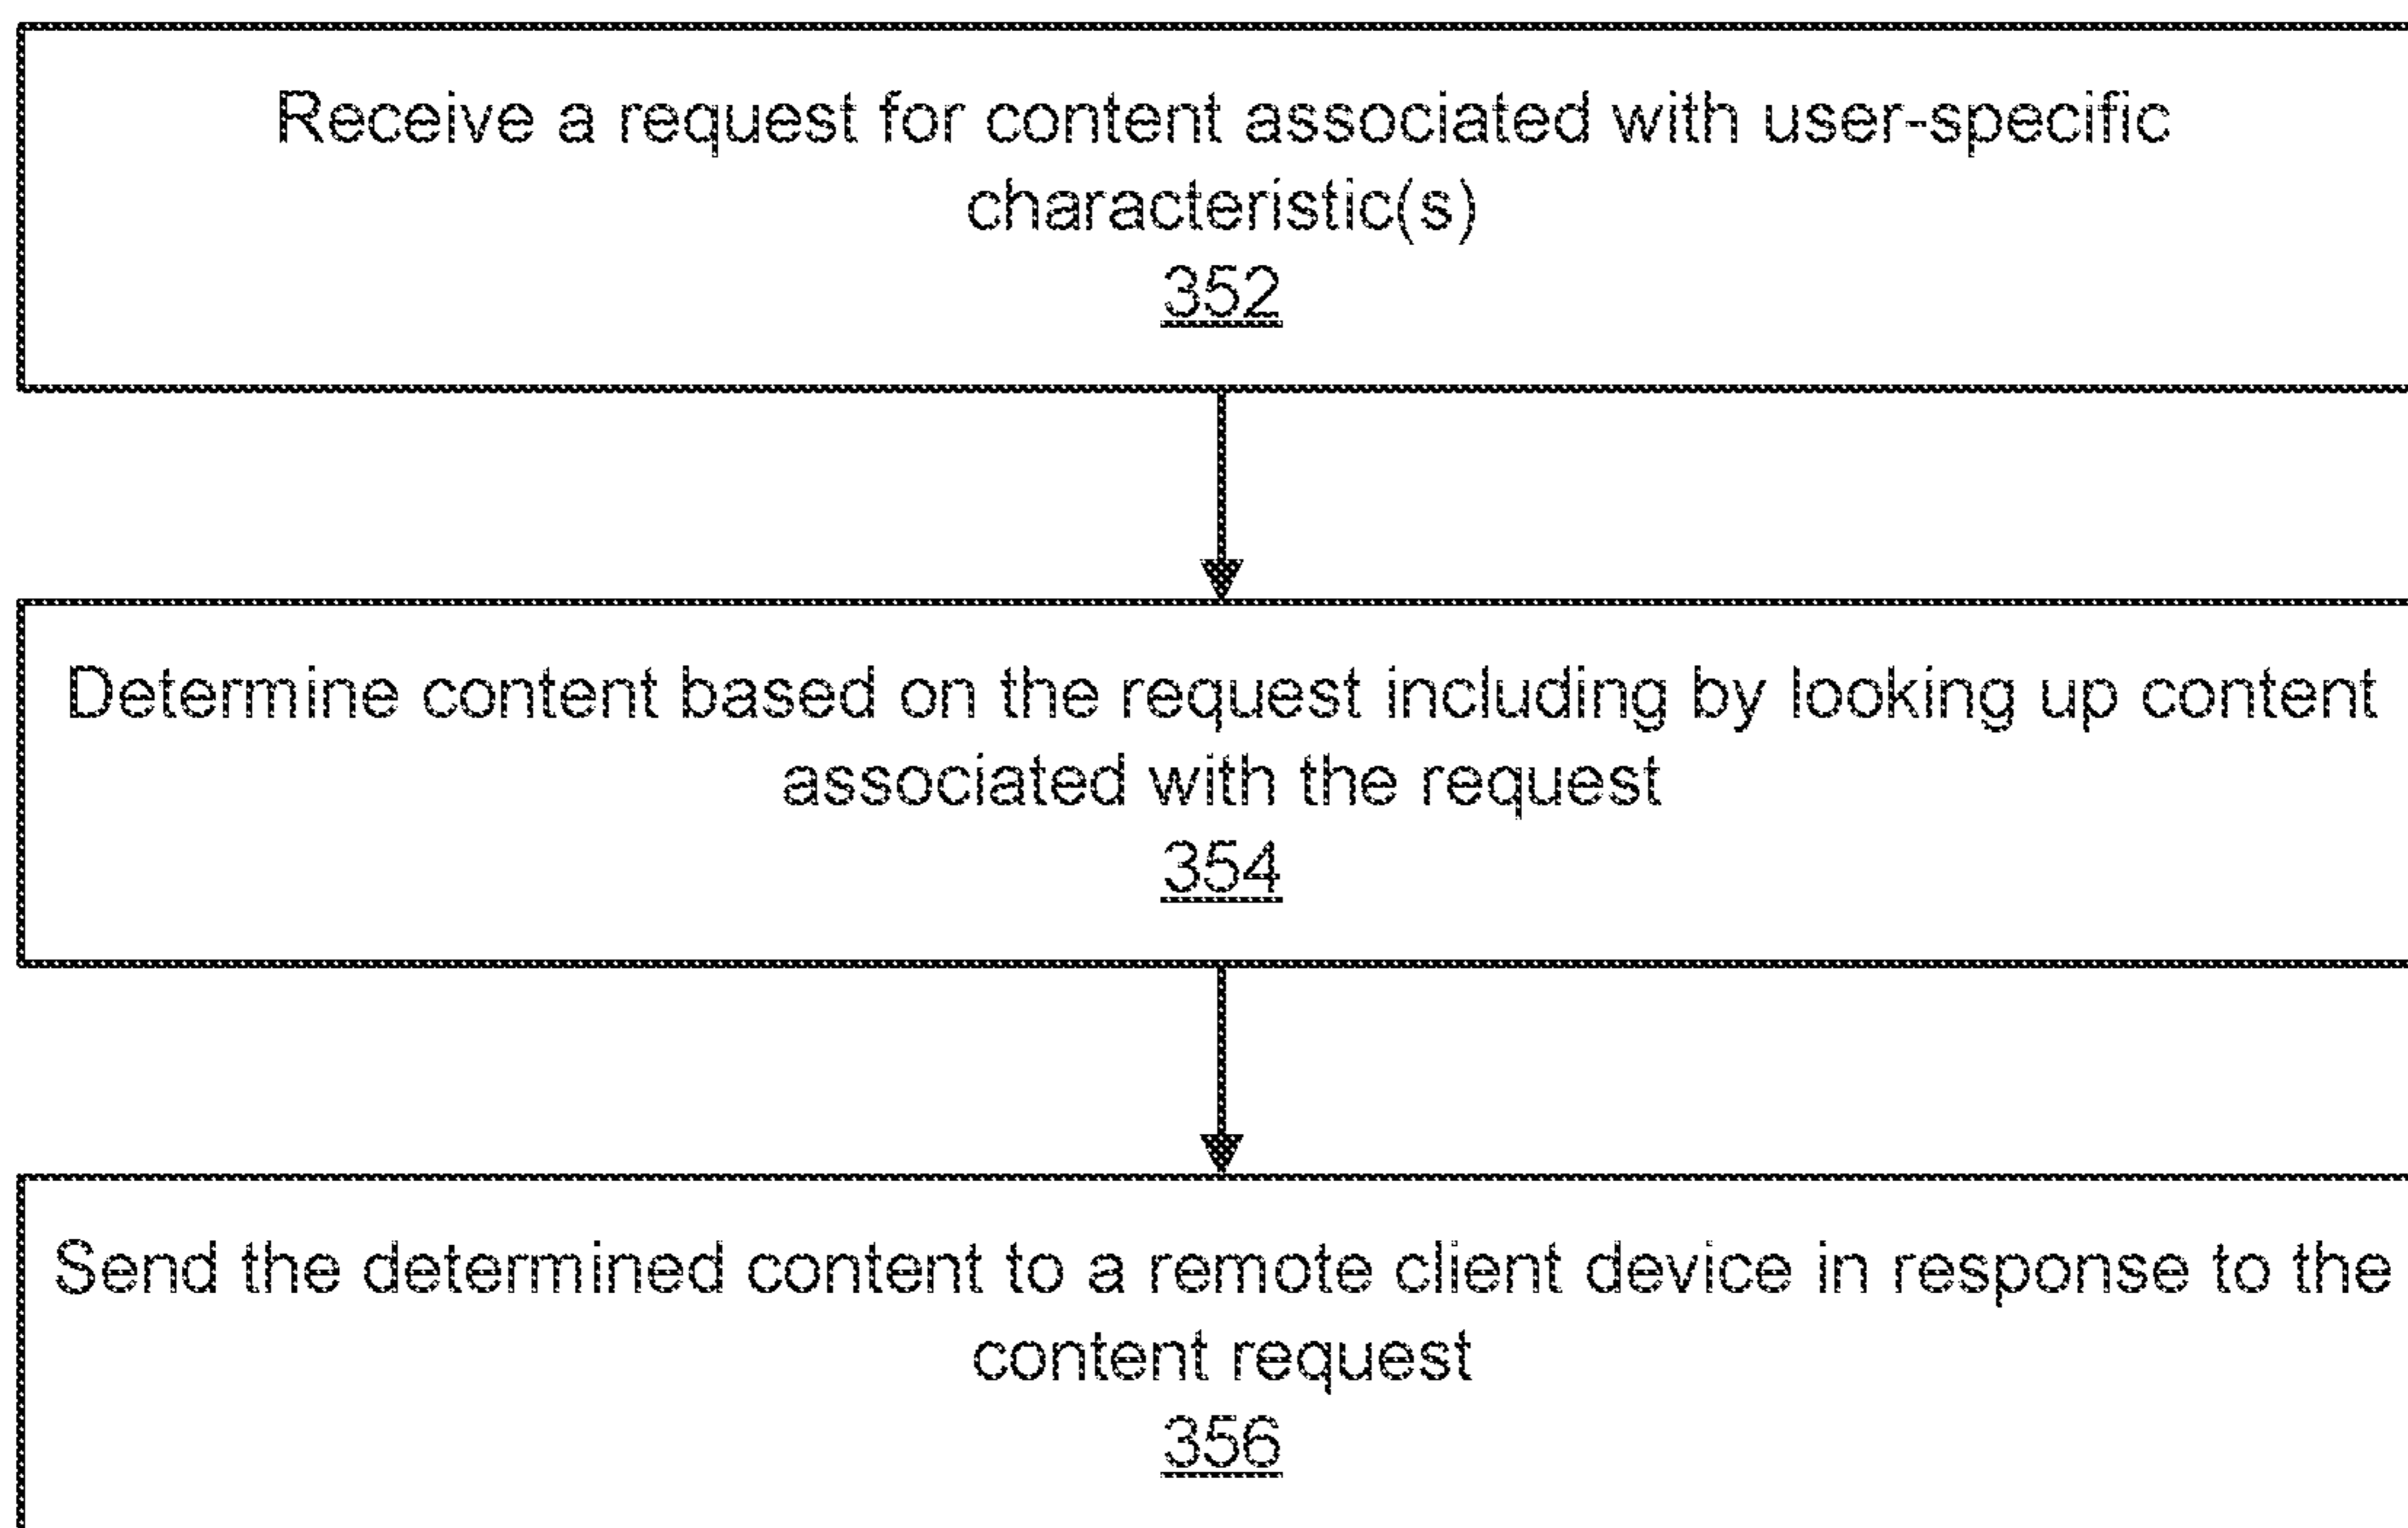 Receive a request for content associated with user-specific
characteristic(s)
352
Determine content based on the request including by looking up content
associated with the request
354
Send the determined content to a remote client device in response to the
content request
356